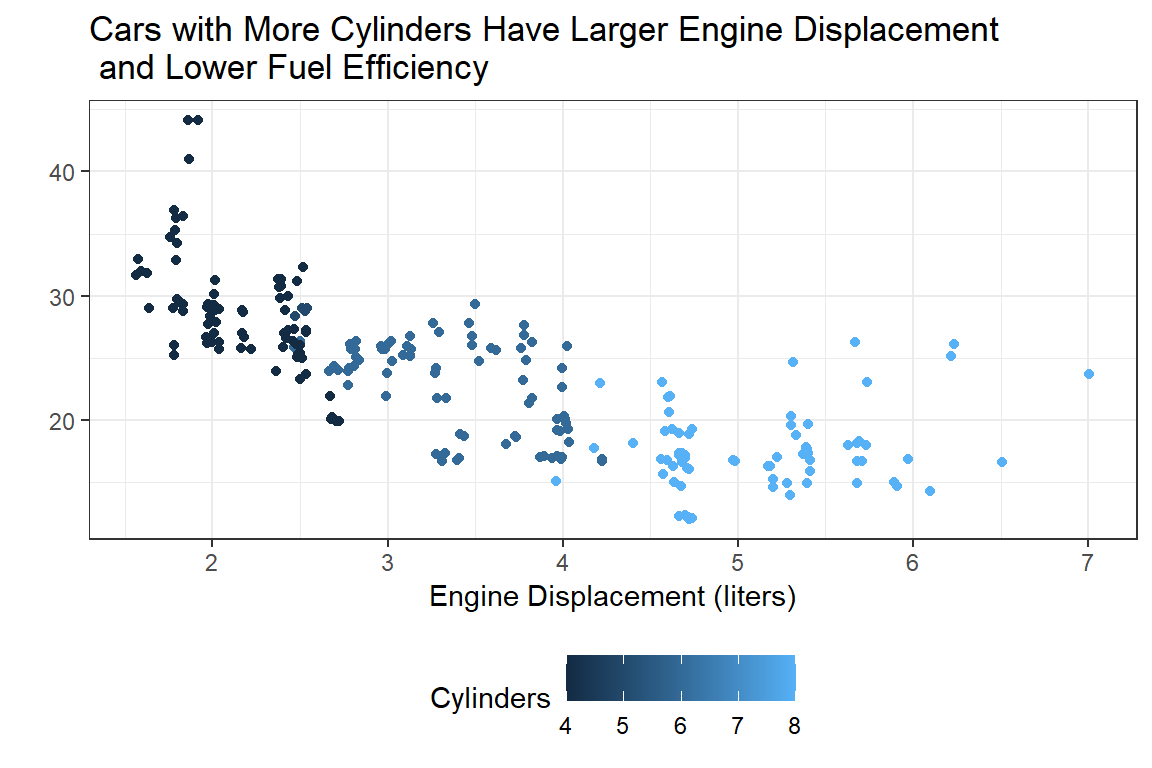 Cars with More Cylinders Have Larger Engine Displacement
and Lower Fuel Efficiency
40
30
20
2 3 4 5 6 7
Engine Displacement (liters)
Cylinders
4 5 6 7 8